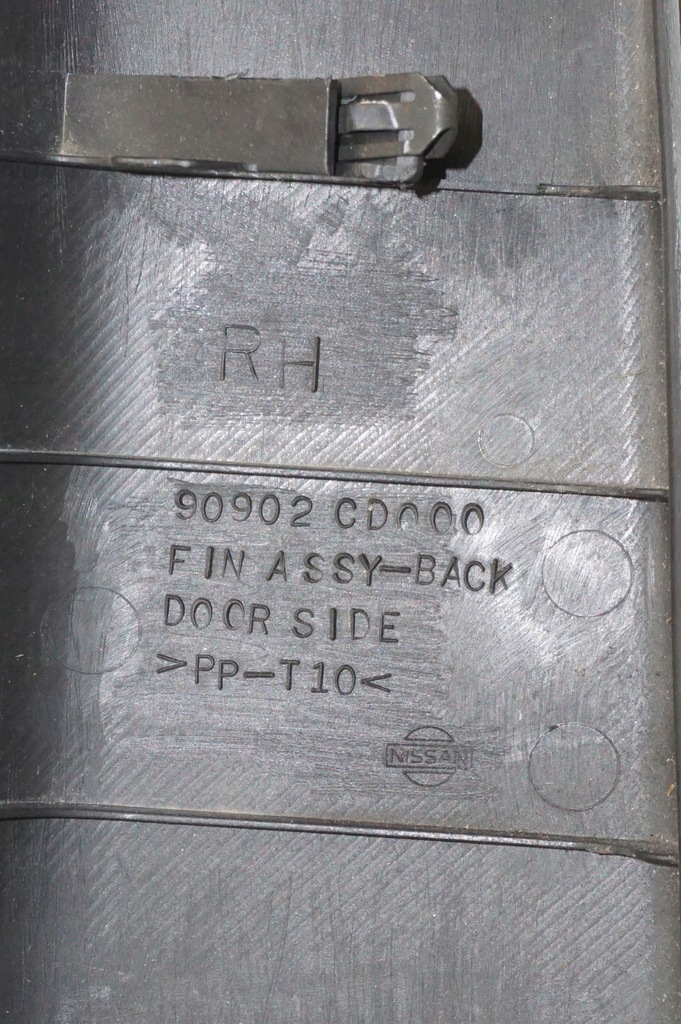 RH
90902 CD000
FIN ASSY-BACK
DOOR SIDE
>PP-T10<
NISSAN